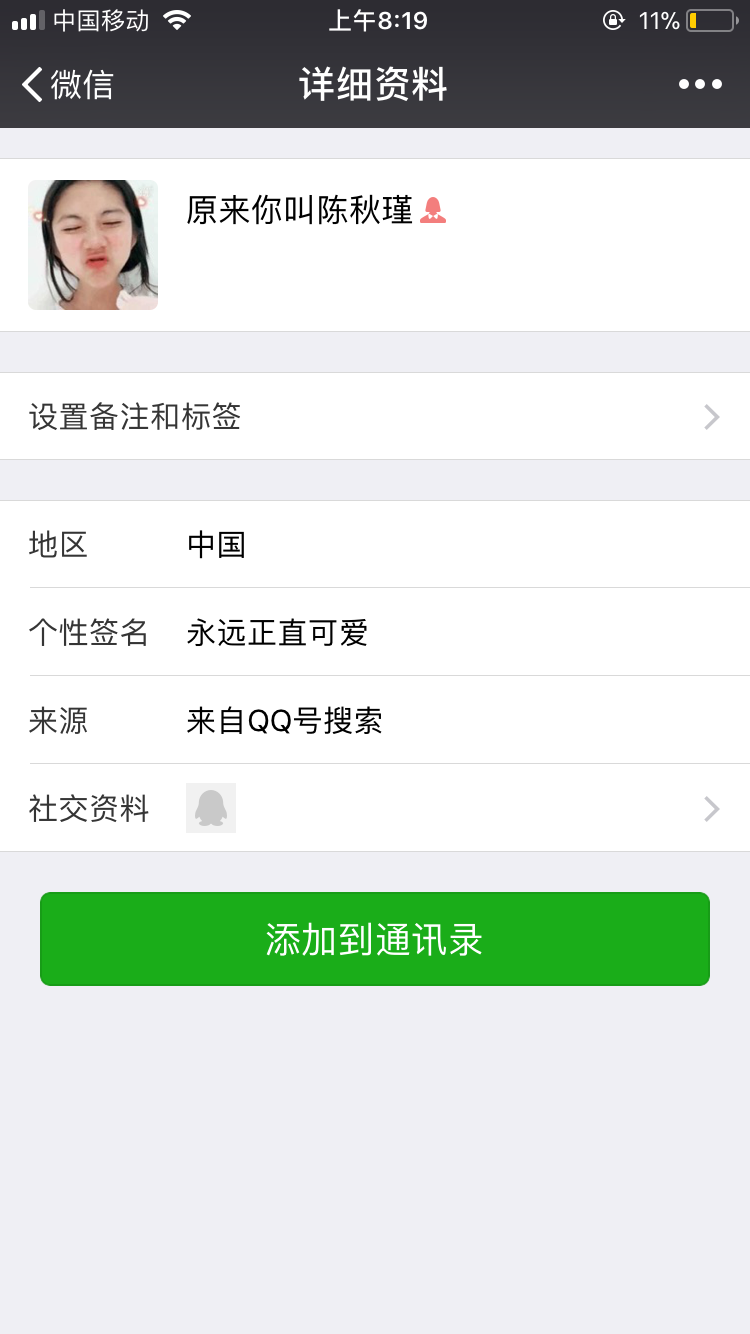 中国移动 上午8:19 11%
微信 详细资料
原来你叫陈秋瑾
设置备注和标签
地区 中国
个性签名 永远正直可爱
来源 来自QQ号搜索
社交资料
添加到通讯录